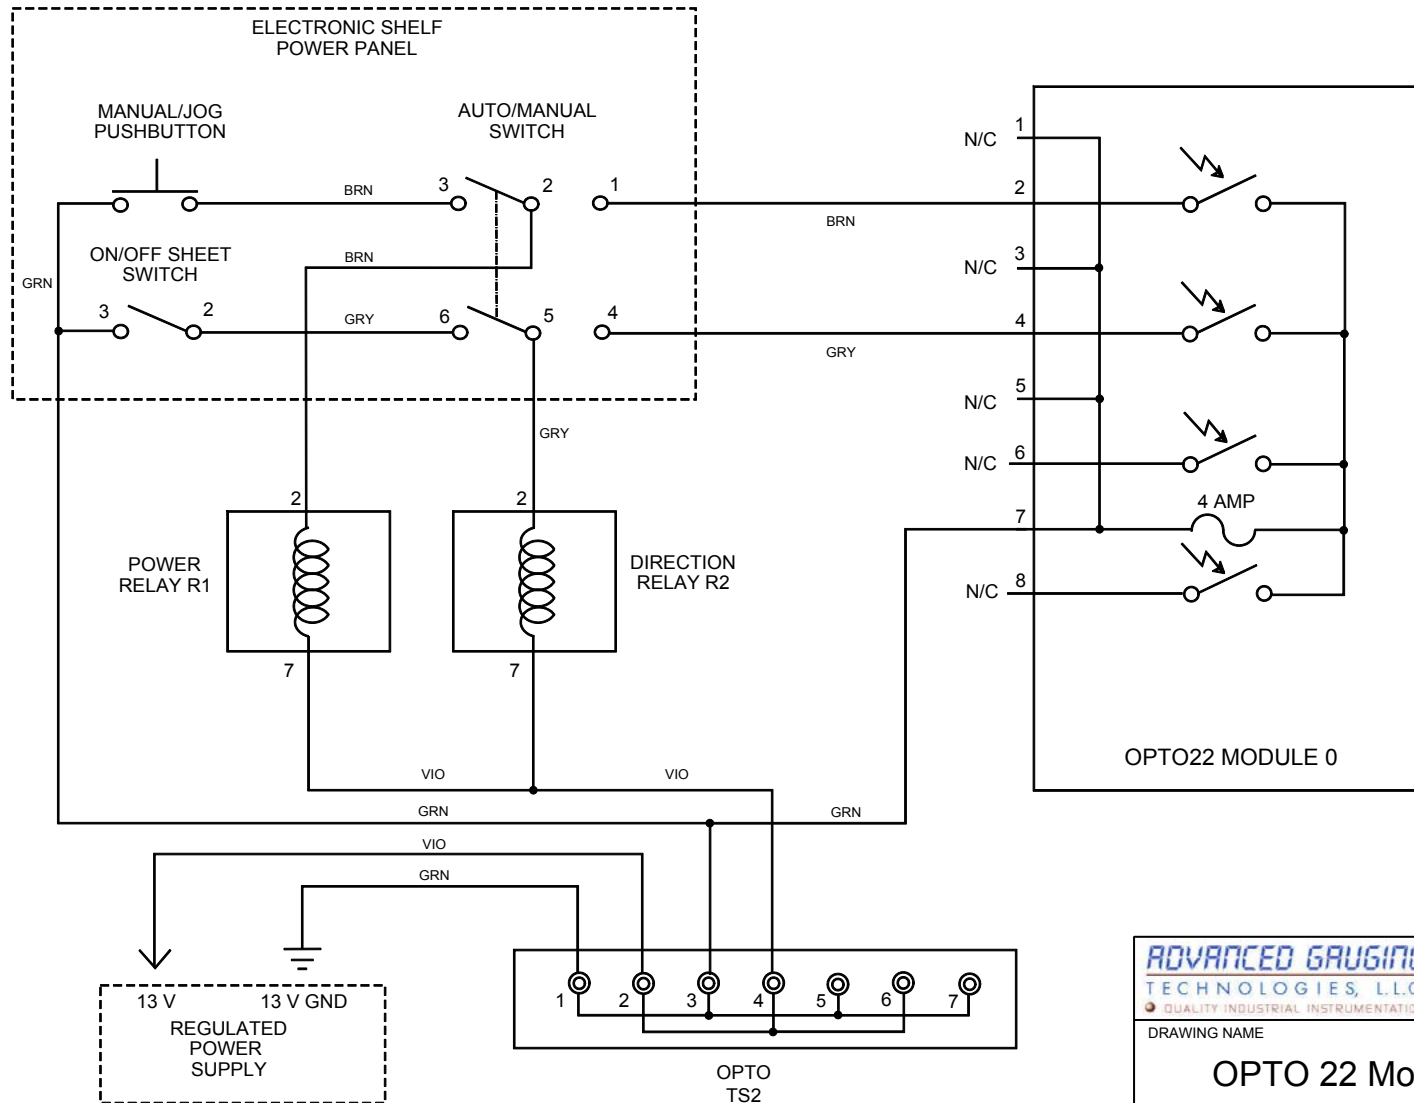 ELECTRONIC SHELF
POWER PANEL
MANUAL/JOG
PUSHBUTTON
AUTO/MANUAL
SWITCH
BRN
3
2
1
BRN
ON/OFF SHEET
SWITCH
BRN
GRN
3
2
GRY
6
5
4
GRY
GRY
N/C
1
2
N/C
3
4
N/C
5
N/C
6
7
4 AMP
N/C
8
OPTO22 MODULE 0
2
POWER
RELAY R1
7
2
DIRECTION
RELAY R2
7
VIO
VIO
GRN
GRN
VIO
GRN
13 V
13 V GND
REGULATED
POWER
SUPPLY
1
2
3
4
5
6
7
OPTO
TS2
ADVANCED GAUGING
TECHNOLOGIES, L.L.C
QUALITY INDUSTRIAL INSTRUMENTATIO
DRAWING NAME
OPTO 22 Mo